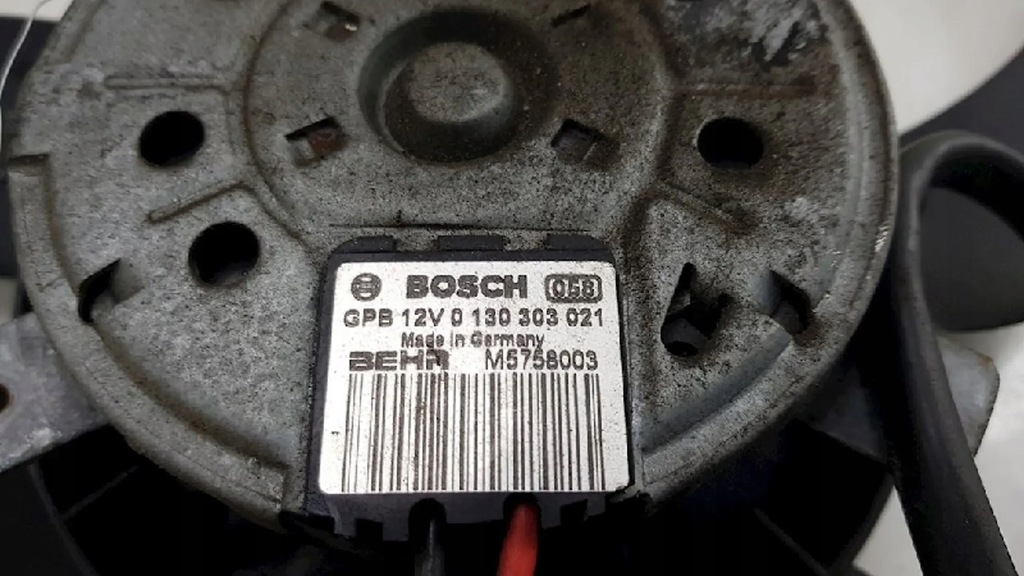 BOSCH 058
GPB 12V 0 130 303 021
Made in Germany
BEHR M5758003